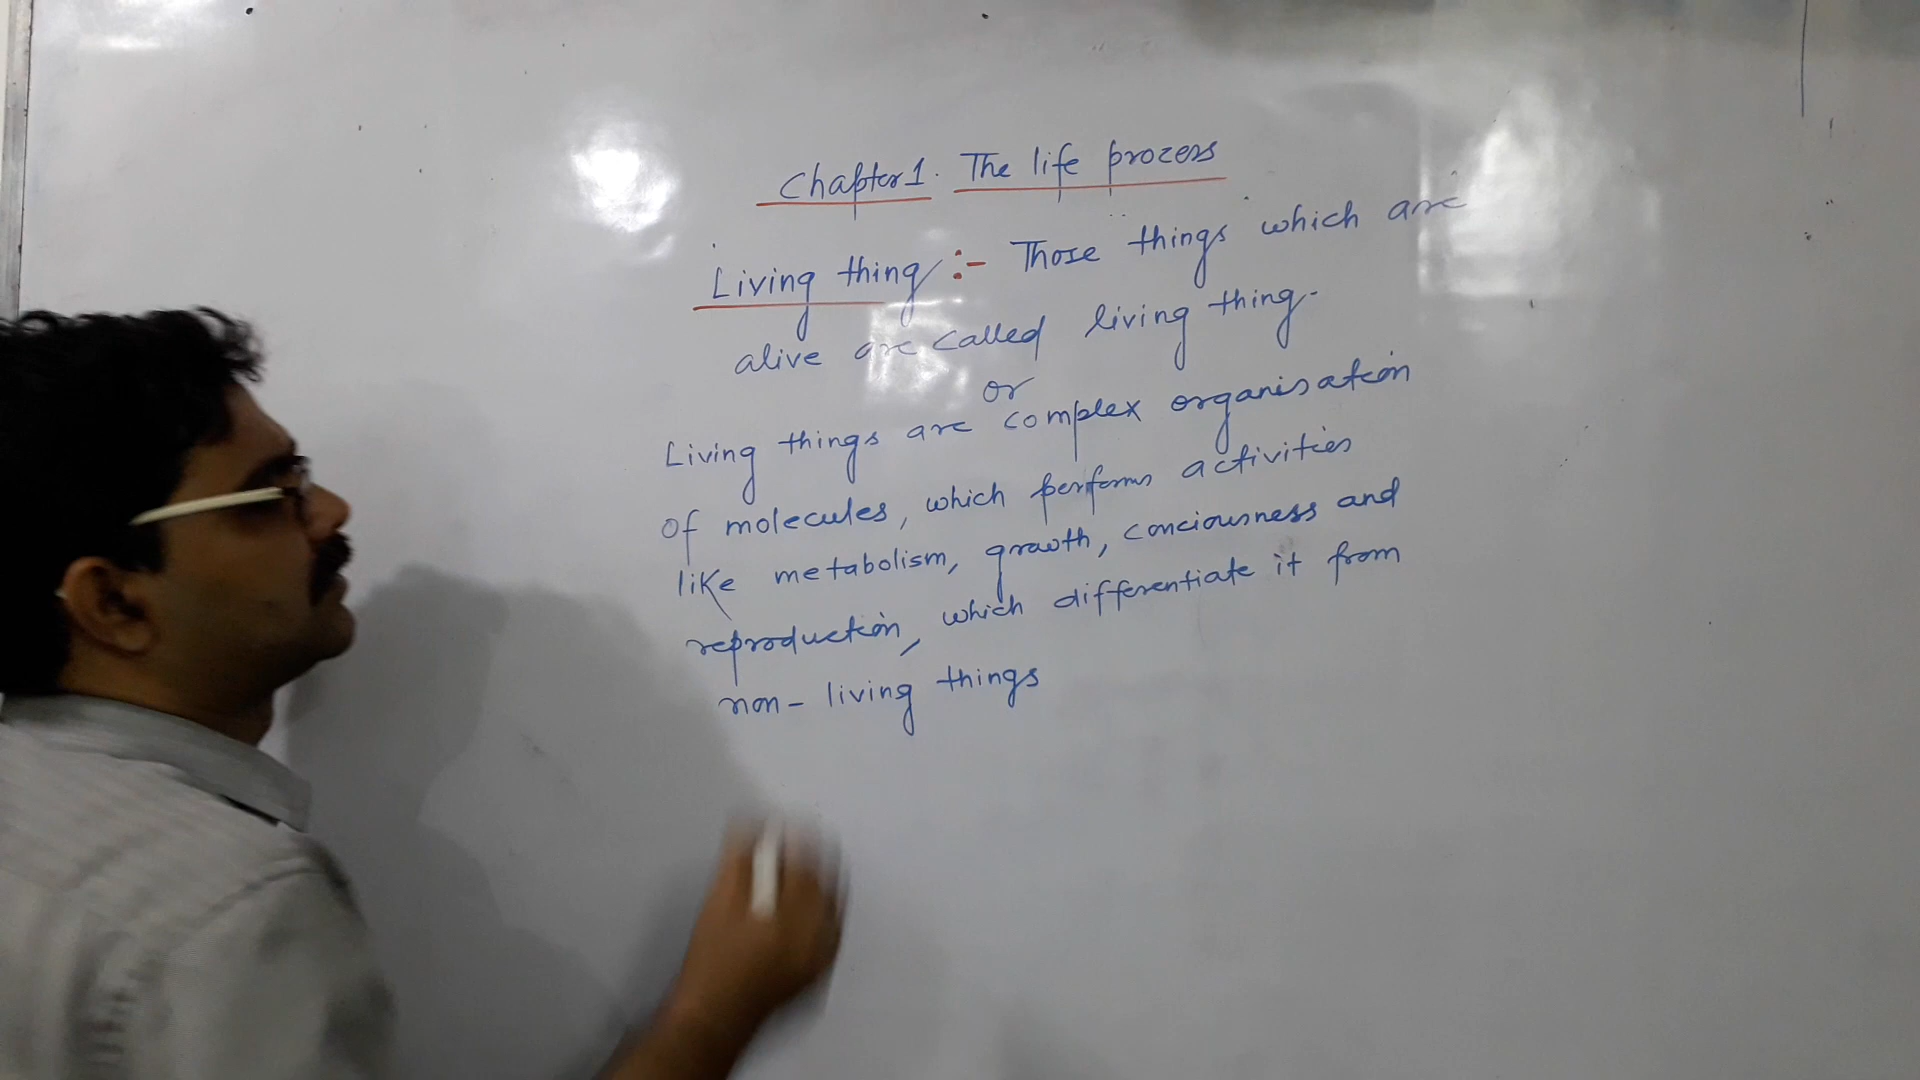 Chapter 1. The life process
Living thing :- Those things which are
alive are called living thing.
or
Living things are complex organisation
of molecules, which performs activities
like metabolism, growth, conciousness and
reproduction, which differentiate it from
non-living things